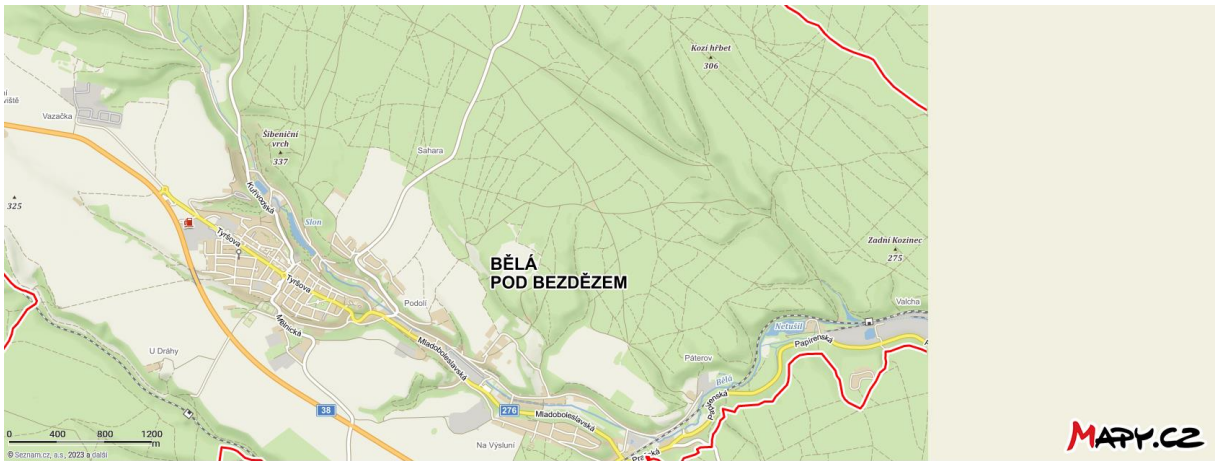 Kozí hřbet
306
Vazačka
Šibeniční
vrch
337
Sahara
Kuřívodská
325
Slon
Tyršova
Zadní Kozinec
275
BĚLÁ
POD BEZDĚZEM
Tyršova
Podolí
Valcha
Mělnická
Netušil
Mladoboleslavská
Papírenská
U Dráhy
Páterov
Bělá
38
276
Mladoboleslavská
Na Výsluní
0 400 800 1200
m
© Seznam.cz, a.s., 2023 a další
MAPY.CZ